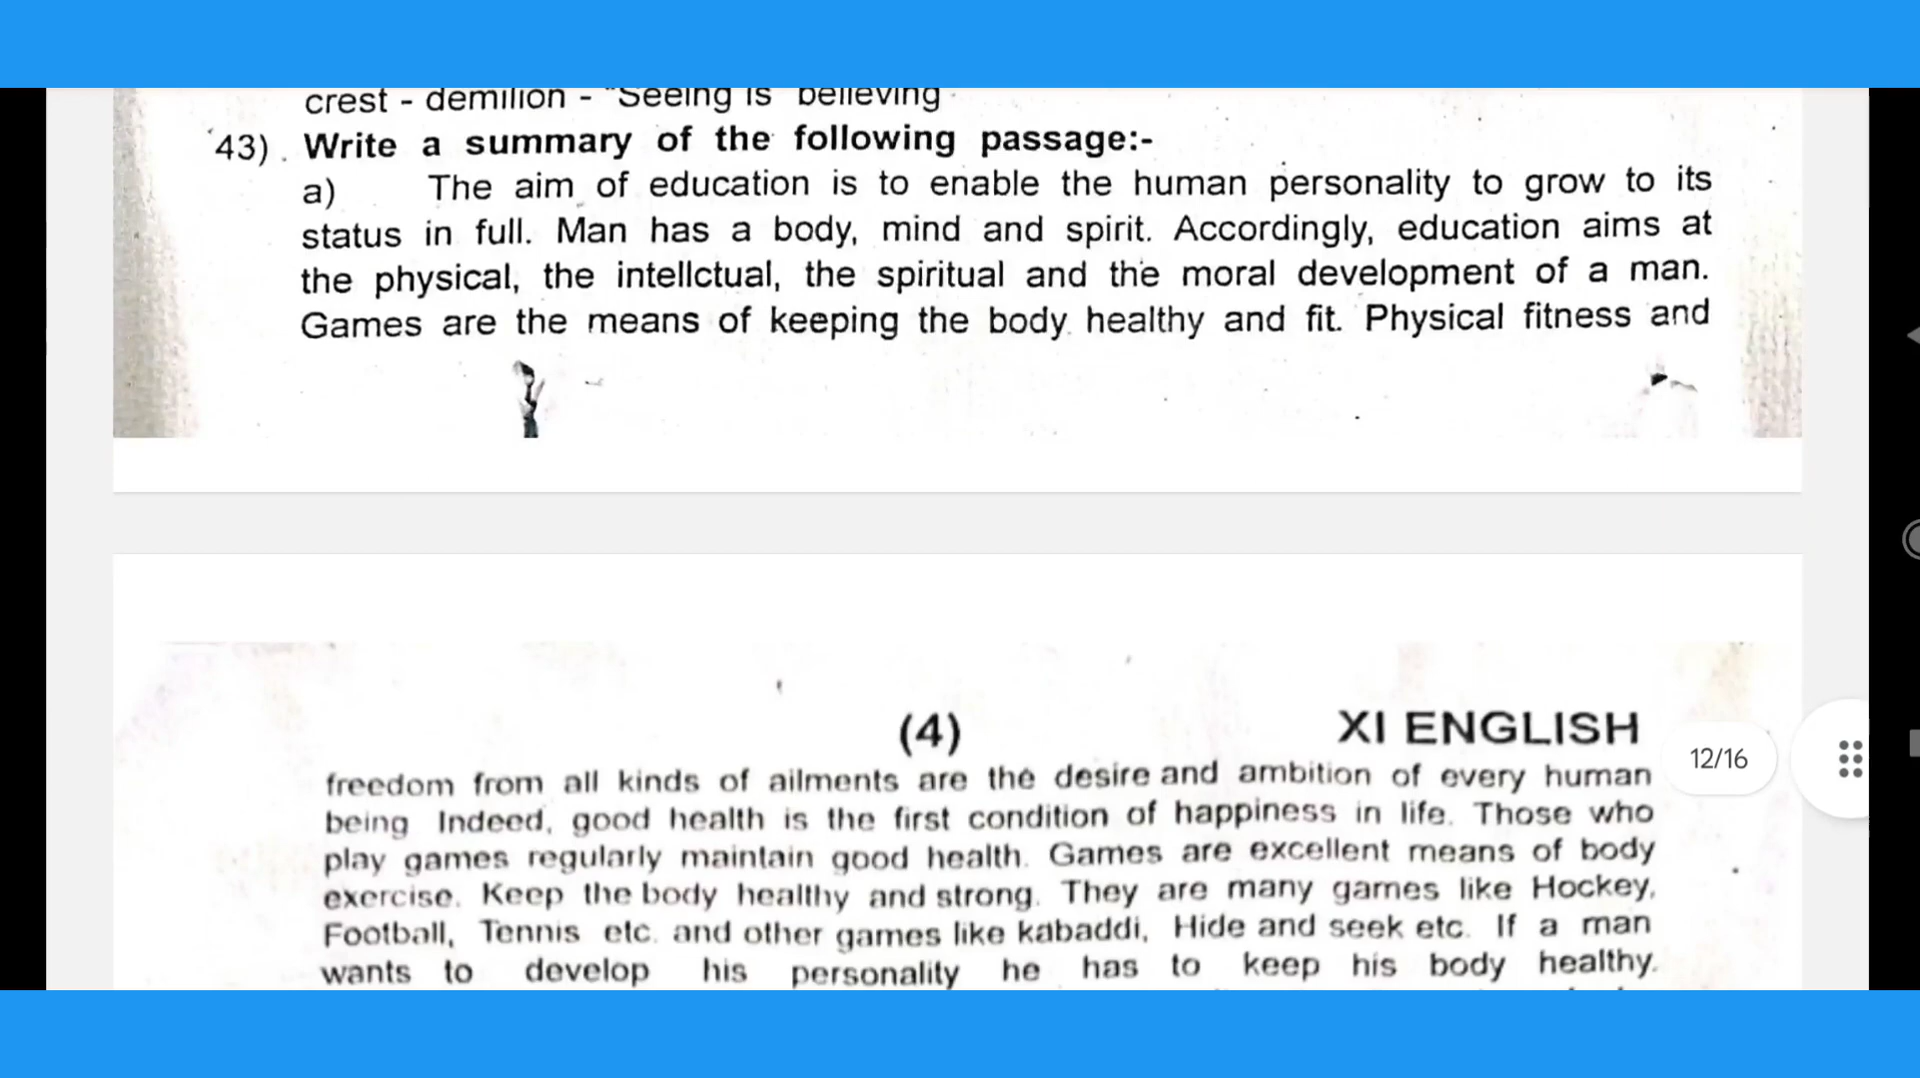 crest - demilion - "Seeing is believing
43). Write a summary of the following passage:-
a) The aim of education is to enable the human personality to grow to its
status in full. Man has a body, mind and spirit. Accordingly, education aims at
the physical, the intellctual, the spiritual and the moral development of a man.
Games are the means of keeping the body healthy and fit. Physical fitness and
(4) XI ENGLISH
12/16
freedom from all kinds of ailments are the desire and ambition of every human
being Indeed, good health is the first condition of happiness in life. Those who
play games regularly maintain good health. Games are excellent means of body
exercise. Keep the body healthy and strong. They are many games like Hockey,
Football, Tennis etc. and other games like kabaddi, Hide and seek etc. If a man
wants to develop his personality he has to keep his body healthy.